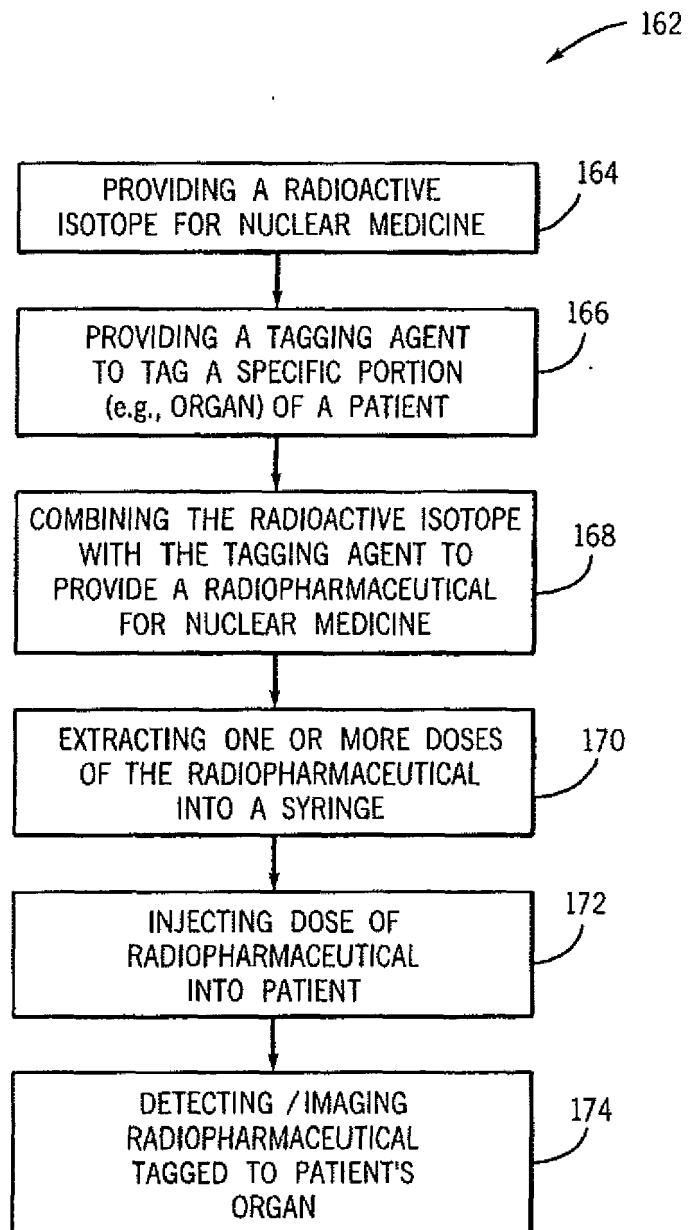 162
PROVIDING A RADIOACTIVE
ISOTOPE FOR NUCLEAR MEDICINE
164
PROVIDING A TAGGING AGENT
TO TAG A SPECIFIC PORTION
(e.g., ORGAN) OF A PATIENT
166
COMBINING THE RADIOACTIVE ISOTOPE
WITH THE TAGGING AGENT TO
PROVIDE A RADIOPHARMACEUTICAL
FOR NUCLEAR MEDICINE
168
EXTRACTING ONE OR MORE DOSES
OF THE RADIOPHARMACEUTICAL
INTO A SYRINGE
170
INJECTING DOSE OF
RADIOPHARMACEUTICAL
INTO PATIENT
172
DETECTING / IMAGING
RADIOPHARMACEUTICAL
TAGGED TO PATIENT'S
ORGAN
174